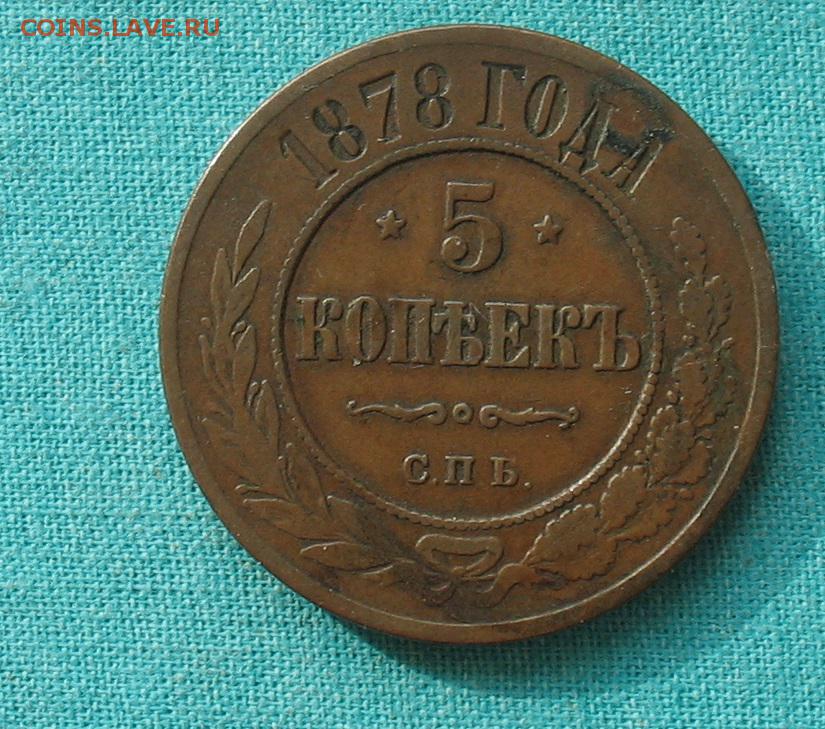 COINS.LAVE.RU
1878 ГОДА
5
КОПѢЕКЪ
С.П Б.